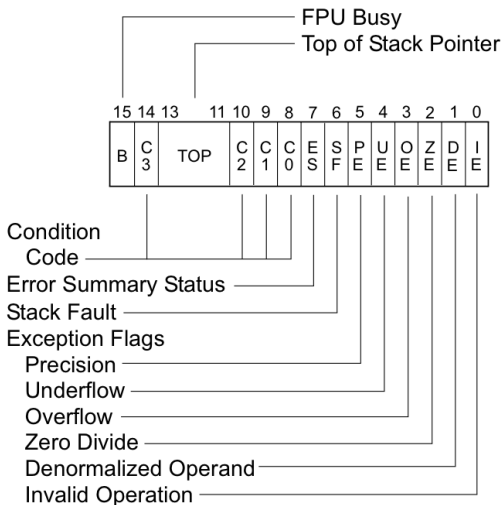 FPU Busy
Top of Stack Pointer
15 14 13 11 10 9 8 7 6 5 4 3 2 1 0
B C3 TOP C2 C1 C0 ES SF PE UE OE ZE DE IE
Condition
Code
Error Summary Status
Stack Fault
Exception Flags
Precision
Underflow
Overflow
Zero Divide
Denormalized Operand
Invalid Operation